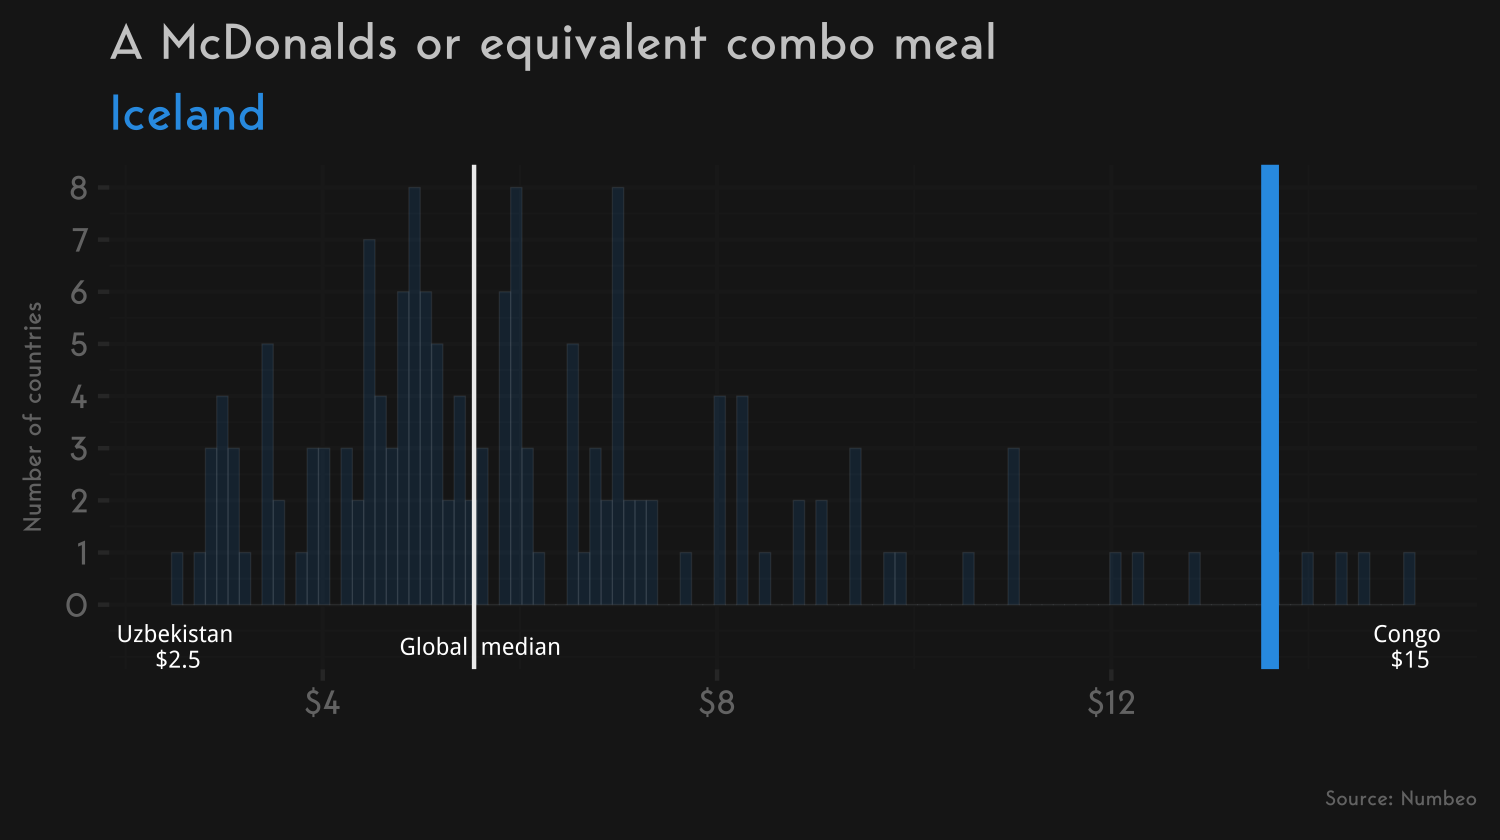 A McDonalds or equivalent combo meal
Iceland
Number of countries
8
7
6
5
4
3
2
1
0
Uzbekistan
$2.5
Global median
Congo
$15
$4 $8 $12
Source: Numbeo